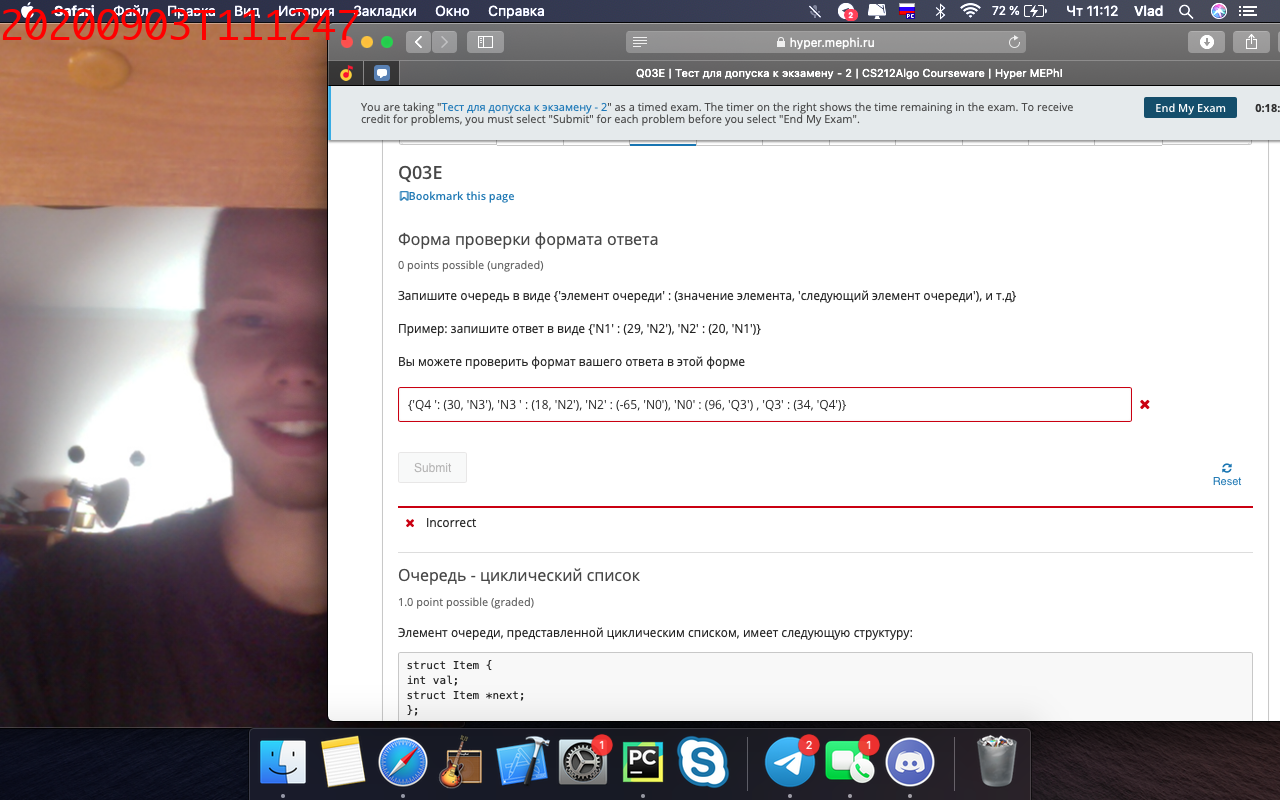 Safari Файл Правка Вид История Закладки Окно Справка 2 РС 72 % Чт 11:12 Vlad
20200903T111247
hyper.mephi.ru
Q03E | Тест для допуска к экзамену - 2 | CS212Algo Courseware | Hyper MEPhI
You are taking "Тест для допуска к экзамену - 2" as a timed exam. The timer on the right shows the time remaining in the exam. To receive
credit for problems, you must select "Submit" for each problem before you select "End My Exam".
End My Exam
0:18:
Q03E
Bookmark this page
Форма проверки формата ответа
0 points possible (ungraded)
Запишите очередь в виде {'элемент очереди' : (значение элемента, 'следующий элемент очереди'), и т.д}
Пример: запишите ответ в виде {'N1' : (29, 'N2'), 'N2' : (20, 'N1')}
Вы можете проверить формат вашего ответа в этой форме
{'Q4 ': (30, 'N3'), 'N3 ' : (18, 'N2'), 'N2' : (-65, 'N0'), 'N0' : (96, 'Q3') , 'Q3' : (34, 'Q4')}
Submit
Reset
Incorrect
Очередь - циклический список
1.0 point possible (graded)
Элемент очереди, представленной циклическим списком, имеет следующую структуру:
struct Item {
int val;
struct Item *next;
};
1 PC 2 1